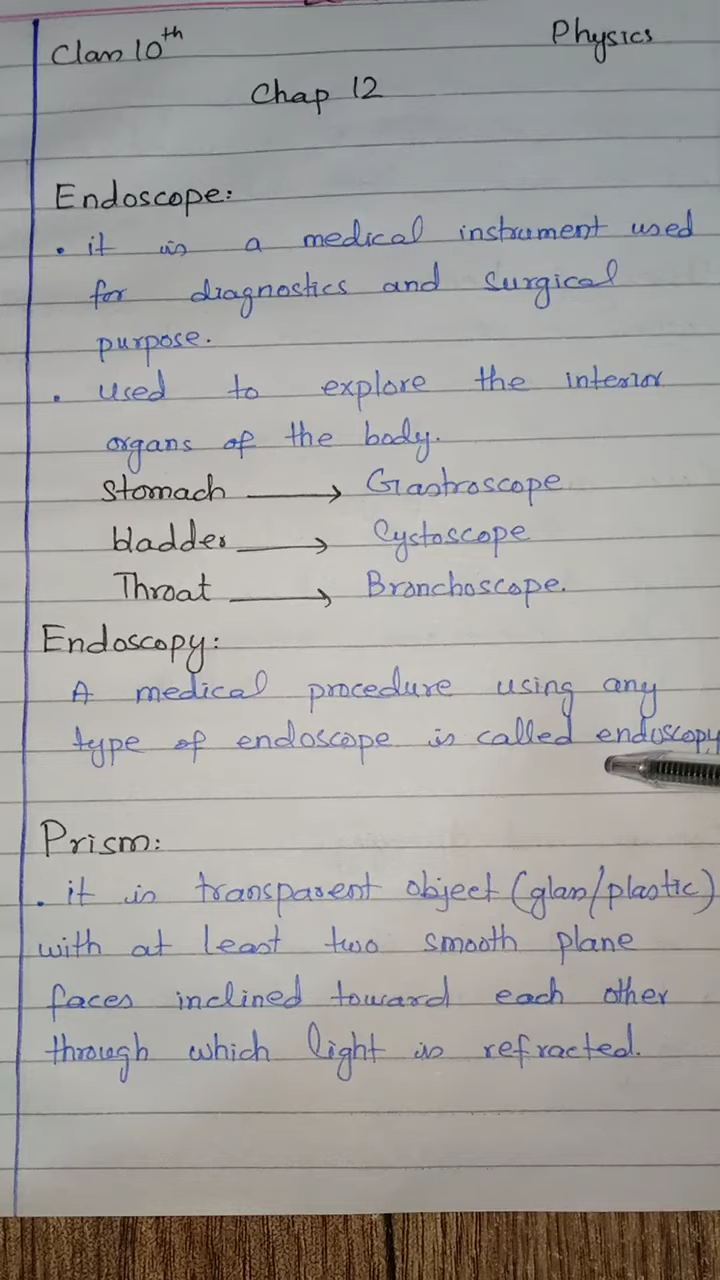 Class 10th
Physics
Chap 12
Endoscope:
. it is a medical instrument used
for diagnostics and surgical
purpose.
. used to explore the interior
organs of the body.
Stomach → Gastroscope
bladder → Cystoscope
Throat → Bronchoscope.
Endoscopy:
A medical procedure using any
type of endoscope is called endoscopy
Prism:
. it is transparent object (glass/plastic)
with at least two smooth plane
faces inclined toward each other
through which light is refracted.